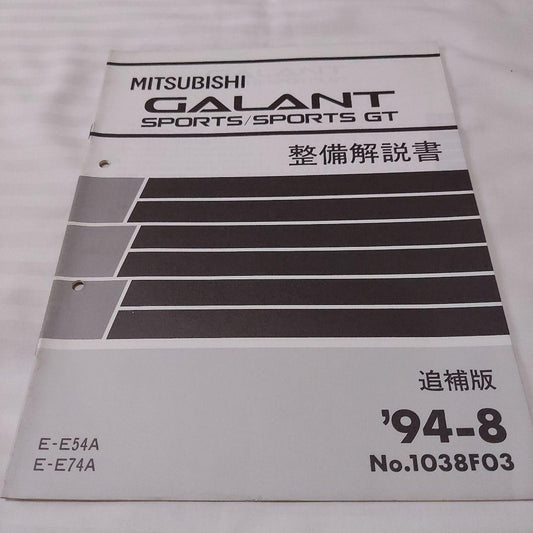 MITSUBISHI
GALANT
SPORTS/SPORTS GT
整備解説書
追補版
'94-8
No.1038F03
E-E54A
E-E74A